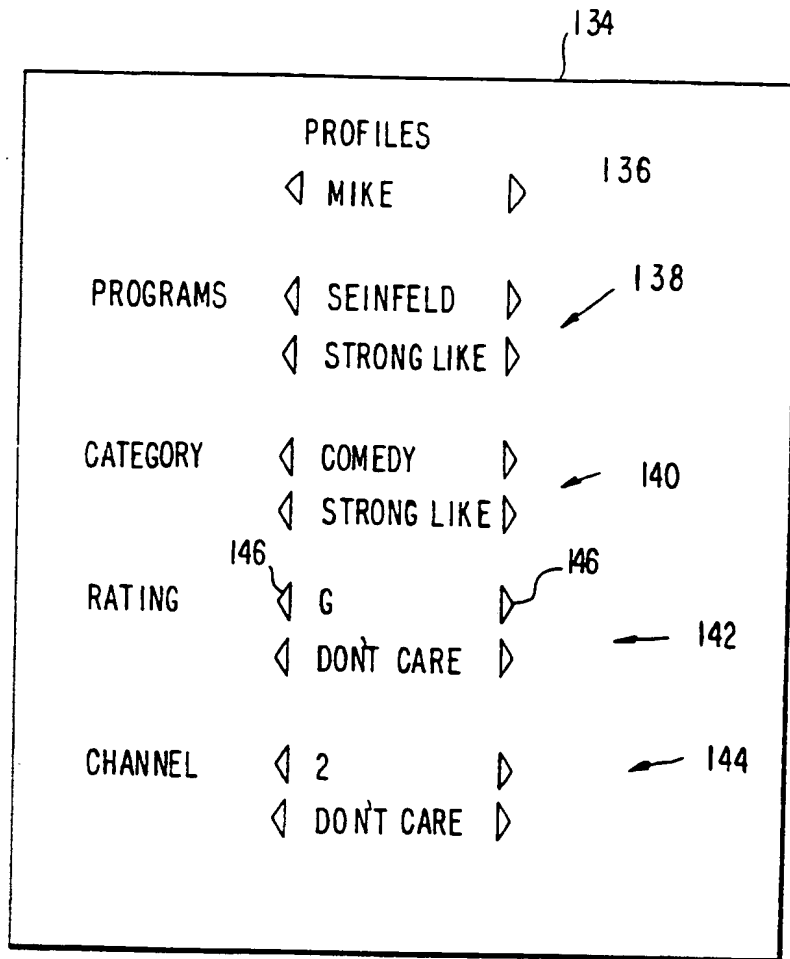 134
PROFILES
MIKE 136
PROGRAMS SEINFELD 138
STRONG LIKE
CATEGORY COMEDY 140
STRONG LIKE
146 146
RATING G
DON'T CARE 142
CHANNEL 2 144
DON'T CARE